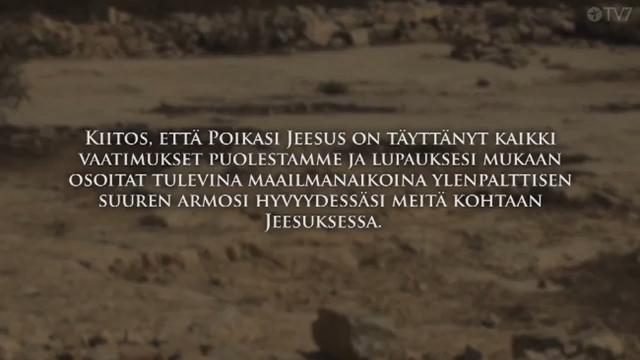 TV7
Kiitos, että Poikasi Jeesus on täyttänyt kaikki
vaatimukset puolestamme ja lupauksesi mukaan
osoitat tulevina maailmanaikoina ylenpalttisen
suuren armosi hyvyydessäsi meitä kohtaan
Jeesuksessa.